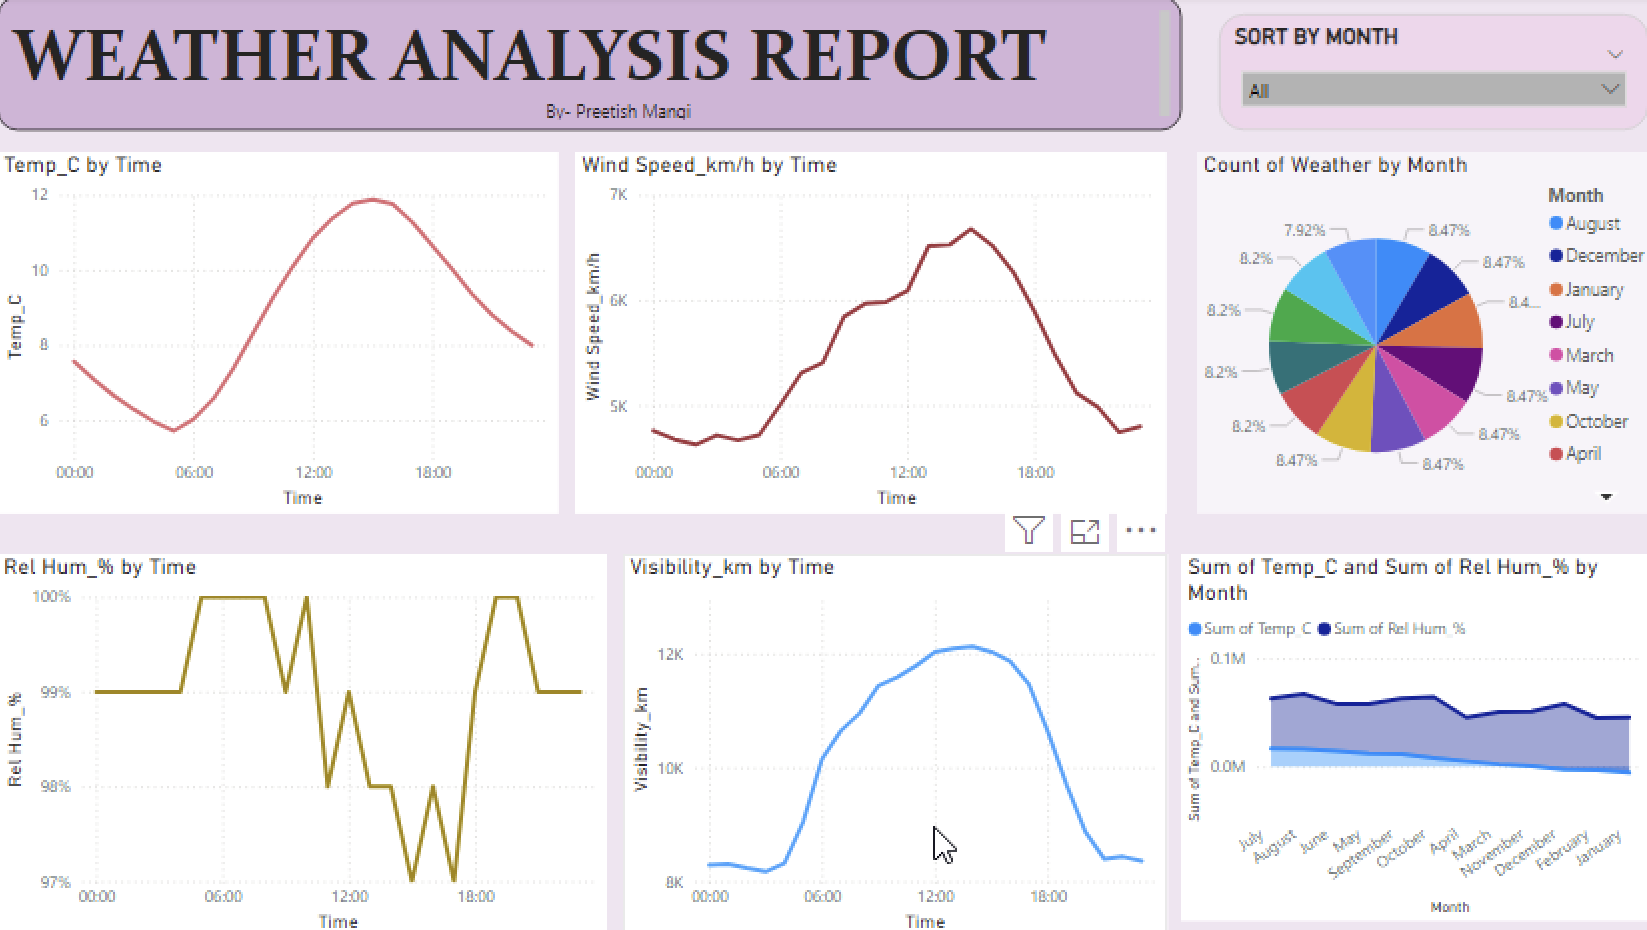 WEATHER ANALYSIS REPORT
By- Preetish Mangi
SORT BY MONTH
All
Temp_C by Time
12
10
8
6
Temp_C
00:00 06:00 12:00 18:00
Time
Wind Speed_km/h by Time
7K
6K
5K
Wind Speed_km/h
00:00 06:00 12:00 18:00
Time
Count of Weather by Month
7.92%
8.2%
8.2%
8.2%
8.2%
8.47%
8.47%
8.47%
8.4...
8.47%
8.47%
8.47%
Month
August
December
January
July
March
May
October
April
Rel Hum_% by Time
100%
99%
98%
97%
Rel Hum_%
00:00 06:00 12:00 18:00
Time
Visibility_km by Time
12K
10K
8K
Visibility_km
00:00 06:00 12:00 18:00
Time
Sum of Temp_C and Sum of Rel Hum_% by
Month
Sum of Temp_C Sum of Rel Hum_%
0.1M
0.0M
Sum of Temp_C and Sum...
July August June May September October April March November December February January
Month